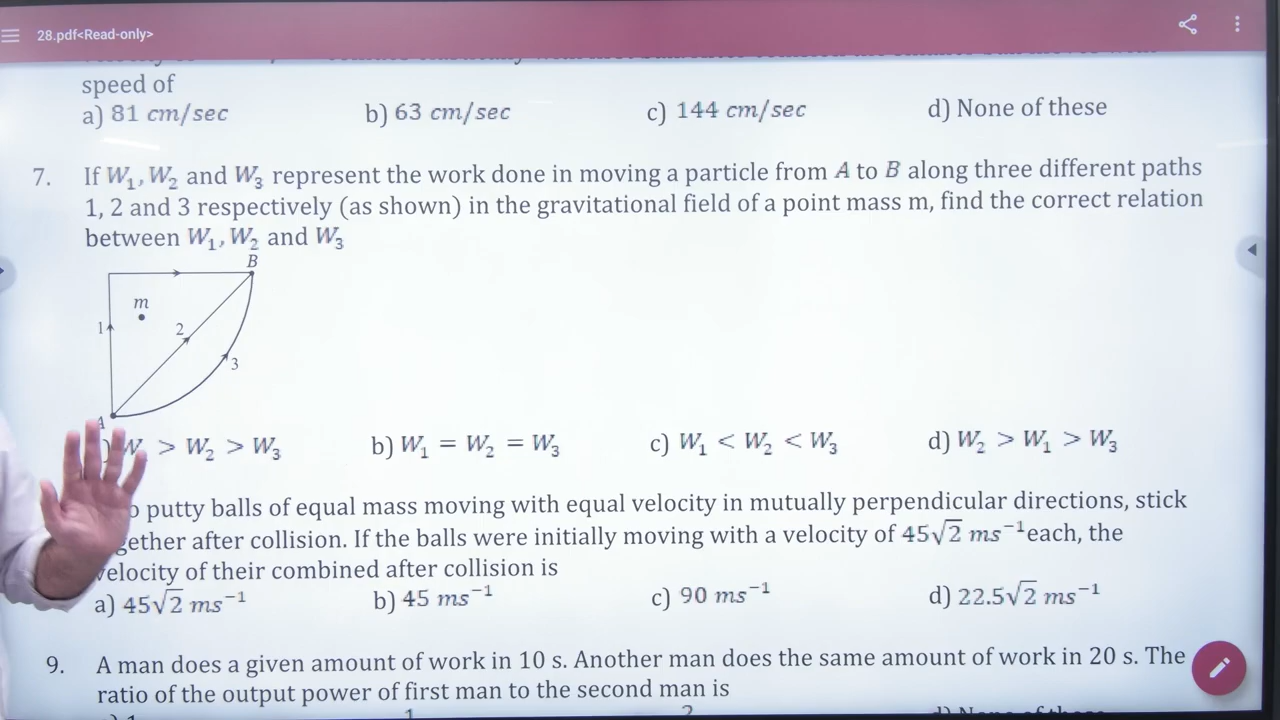 28.pdf<Read-only>
speed of
a) 81 cm/sec b) 63 cm/sec c) 144 cm/sec d) None of these
7. If W₁, W₂ and W₃ represent the work done in moving a particle from A to B along three different paths
1, 2 and 3 respectively (as shown) in the gravitational field of a point mass m, find the correct relation
between W₁, W₂ and W₃
B
m
1
2
3
A
) W > W₂ > W₃ b) W₁ = W₂ = W₃ c) W₁ < W₂ < W₃ d) W₂ > W₁ > W₃
putty balls of equal mass moving with equal velocity in mutually perpendicular directions, stick
ether after collision. If the balls were initially moving with a velocity of 45√2 ms⁻¹each, the
velocity of their combined after collision is
a) 45√2 ms⁻¹ b) 45 ms⁻¹ c) 90 ms⁻¹ d) 22.5√2 ms⁻¹
9. A man does a given amount of work in 10 s. Another man does the same amount of work in 20 s. The
ratio of the output power of first man to the second man is